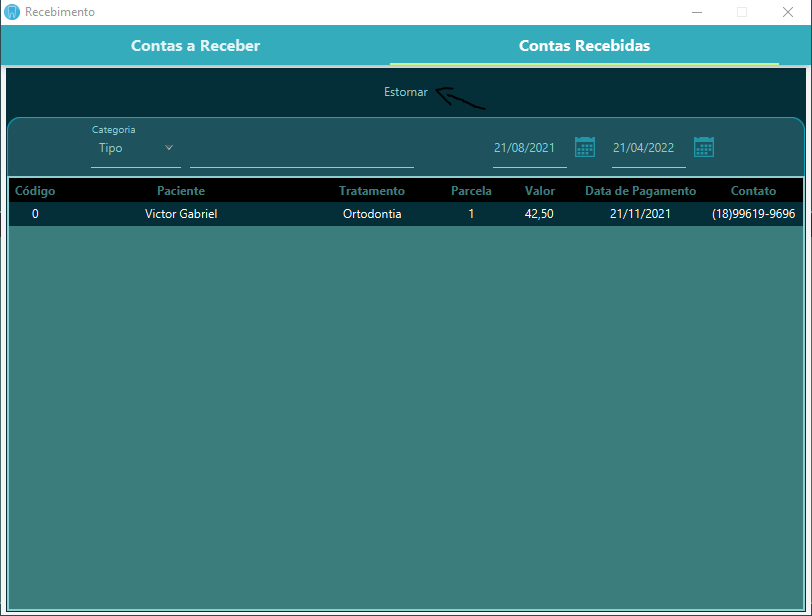 Recebimento
Contas a Receber Contas Recebidas
Estornar
Categoria
Tipo 21/08/2021 21/04/2022
Código Paciente Tratamento Parcela Valor Data de Pagamento Contato
0 Victor Gabriel Ortodontia 1 42,50 21/11/2021 (18)99619-9696